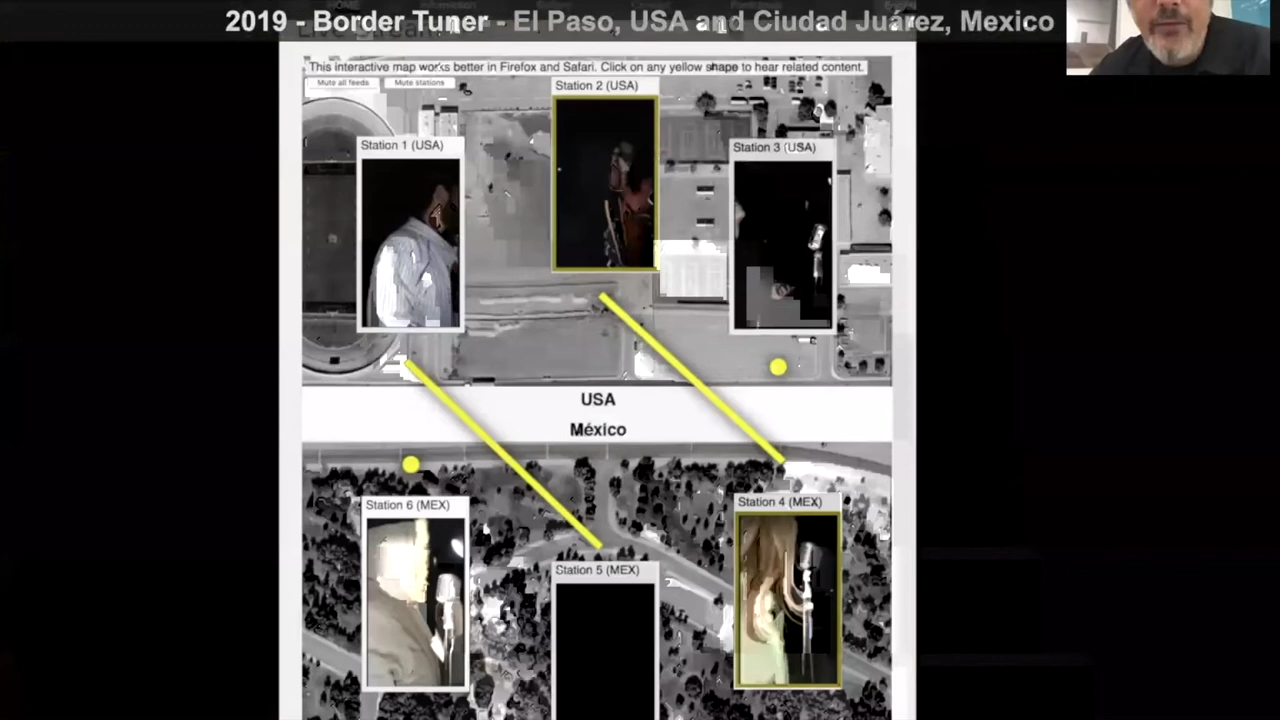 2019 - Border Tuner - El Paso, USA and Ciudad Juárez, Mexico
This interactive map works better in Firefox and Safari. Click on any yellow shape to hear related content.
Mute all feeds
Mute stations
Station 2 (USA)
Station 1 (USA)
Station 3 (USA)
USA
México
Station 6 (MEX)
Station 4 (MEX)
Station 5 (MEX)